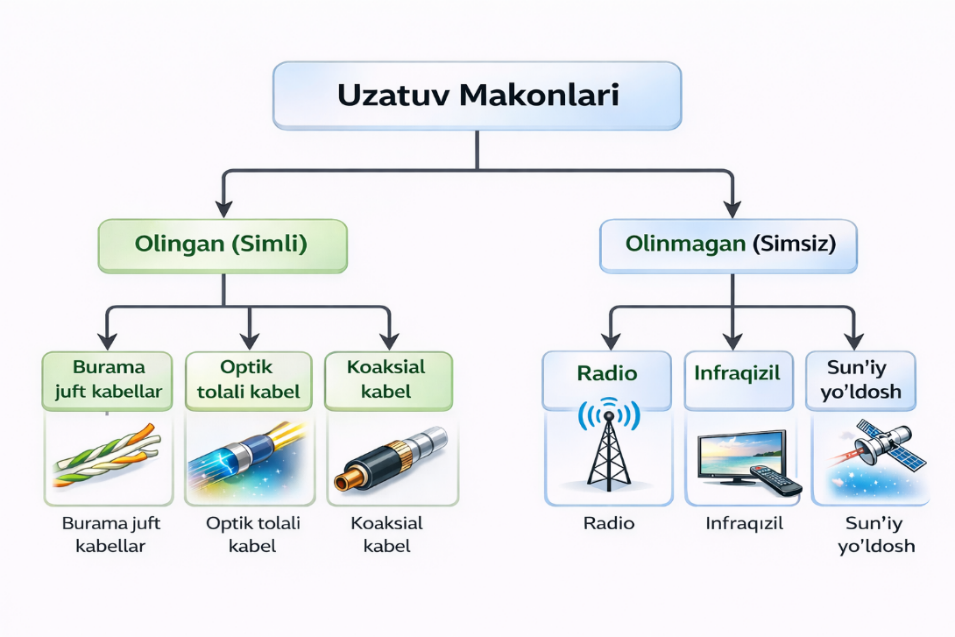 Uzatuv Makonlari
Olingan (Simli)
Olinmagan (Simsiz)
Burama
juft kabellar
Optik
tolali kabel
Koaksial
kabel
Radio
Infraqizil
Sun'iy
yo'ldosh
Burama juft
kabellar
Optik tolali
kabel
Koaksial
kabel
Radio
Infraqızil
Sun'iy
yo'ldosh